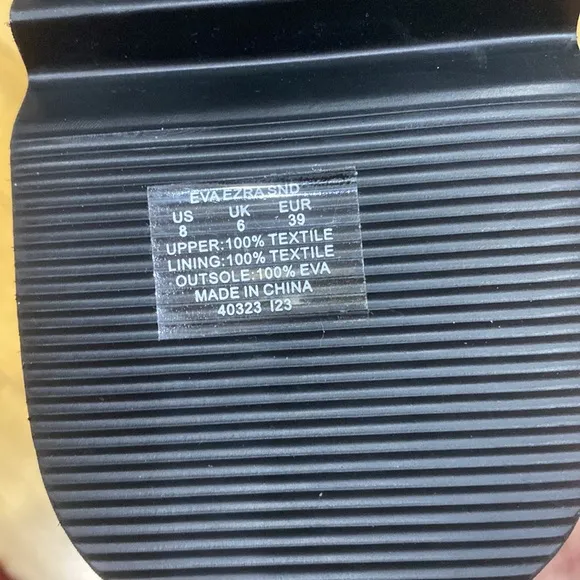 EVA EZRA SND
US UK EUR
8 6 39
UPPER:100% TEXTILE
LINING:100% TEXTILE
OUTSOLE:100% EVA
MADE IN CHINA
40323 I23